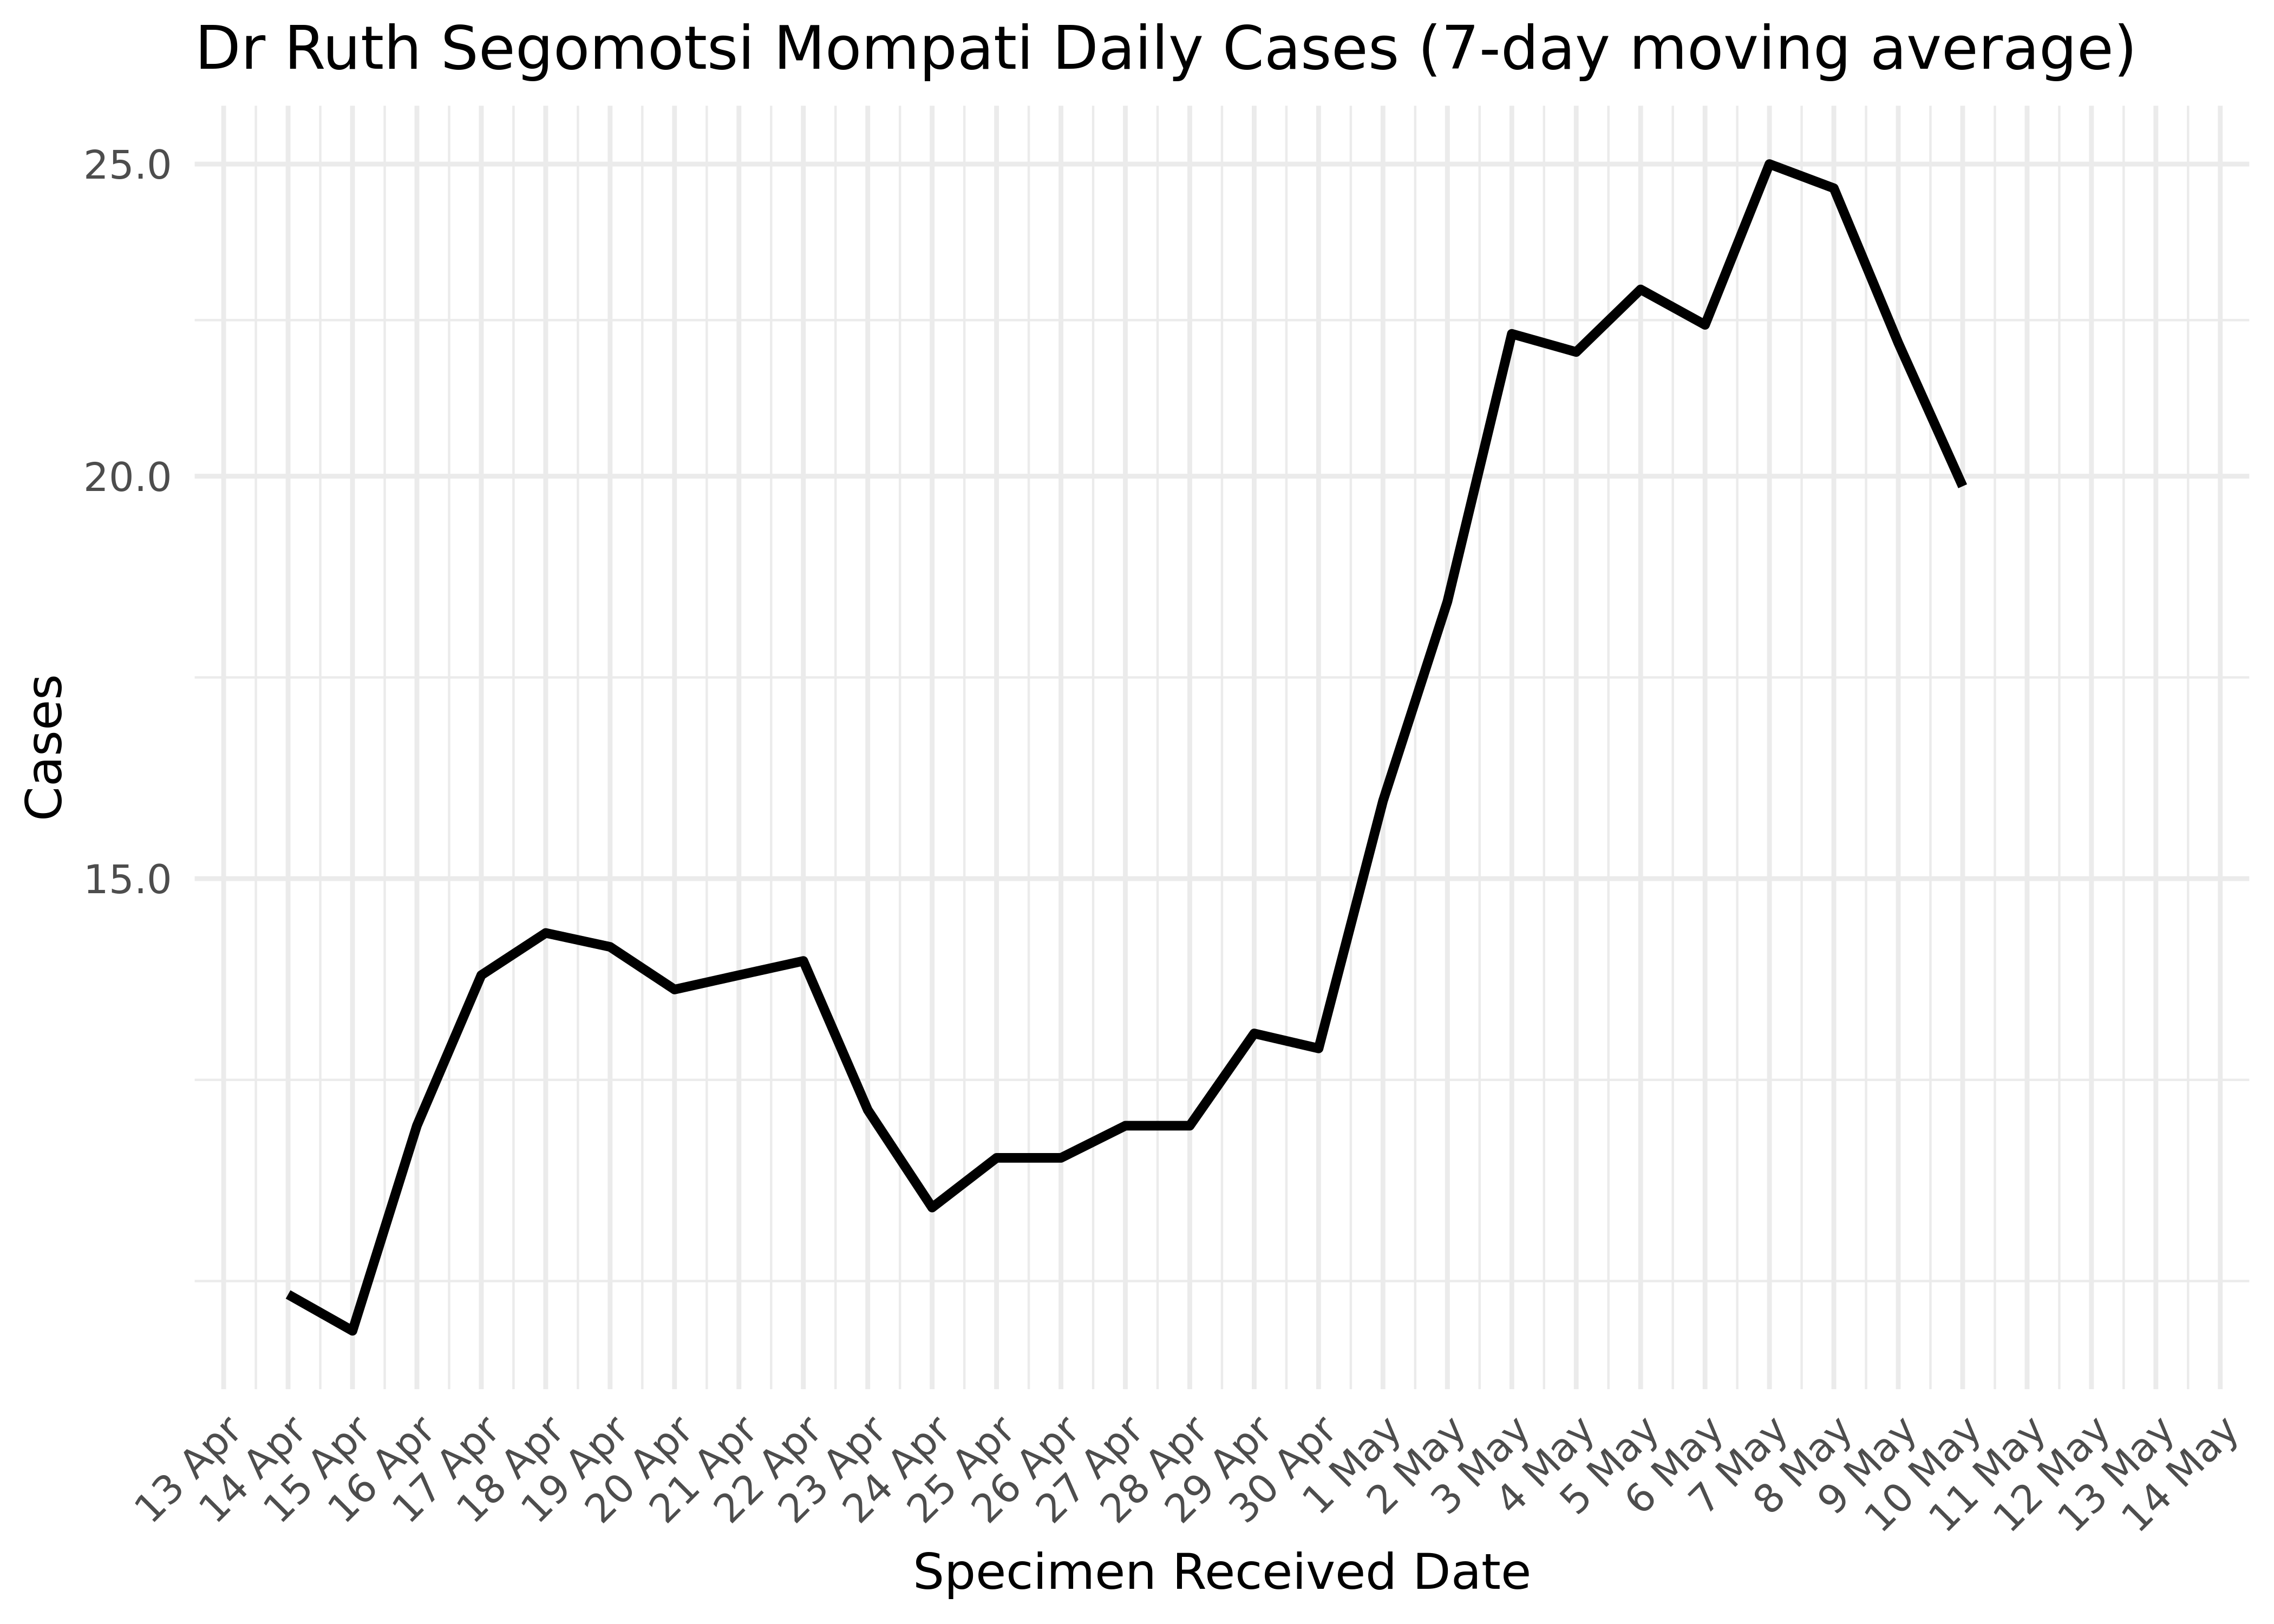 Dr Ruth Segomotsi Mompati Daily Cases (7-day moving average)
25.0
20.0
15.0
Cases
13 Apr
14 Apr
15 Apr
16 Apr
17 Apr
18 Apr
19 Apr
20 Apr
21 Apr
22 Apr
23 Apr
24 Apr
25 Apr
26 Apr
27 Apr
28 Apr
29 Apr
30 Apr
1 May
2 May
3 May
4 May
5 May
6 May
7 May
8 May
9 May
10 May
11 May
12 May
13 May
14 May
Specimen Received Date